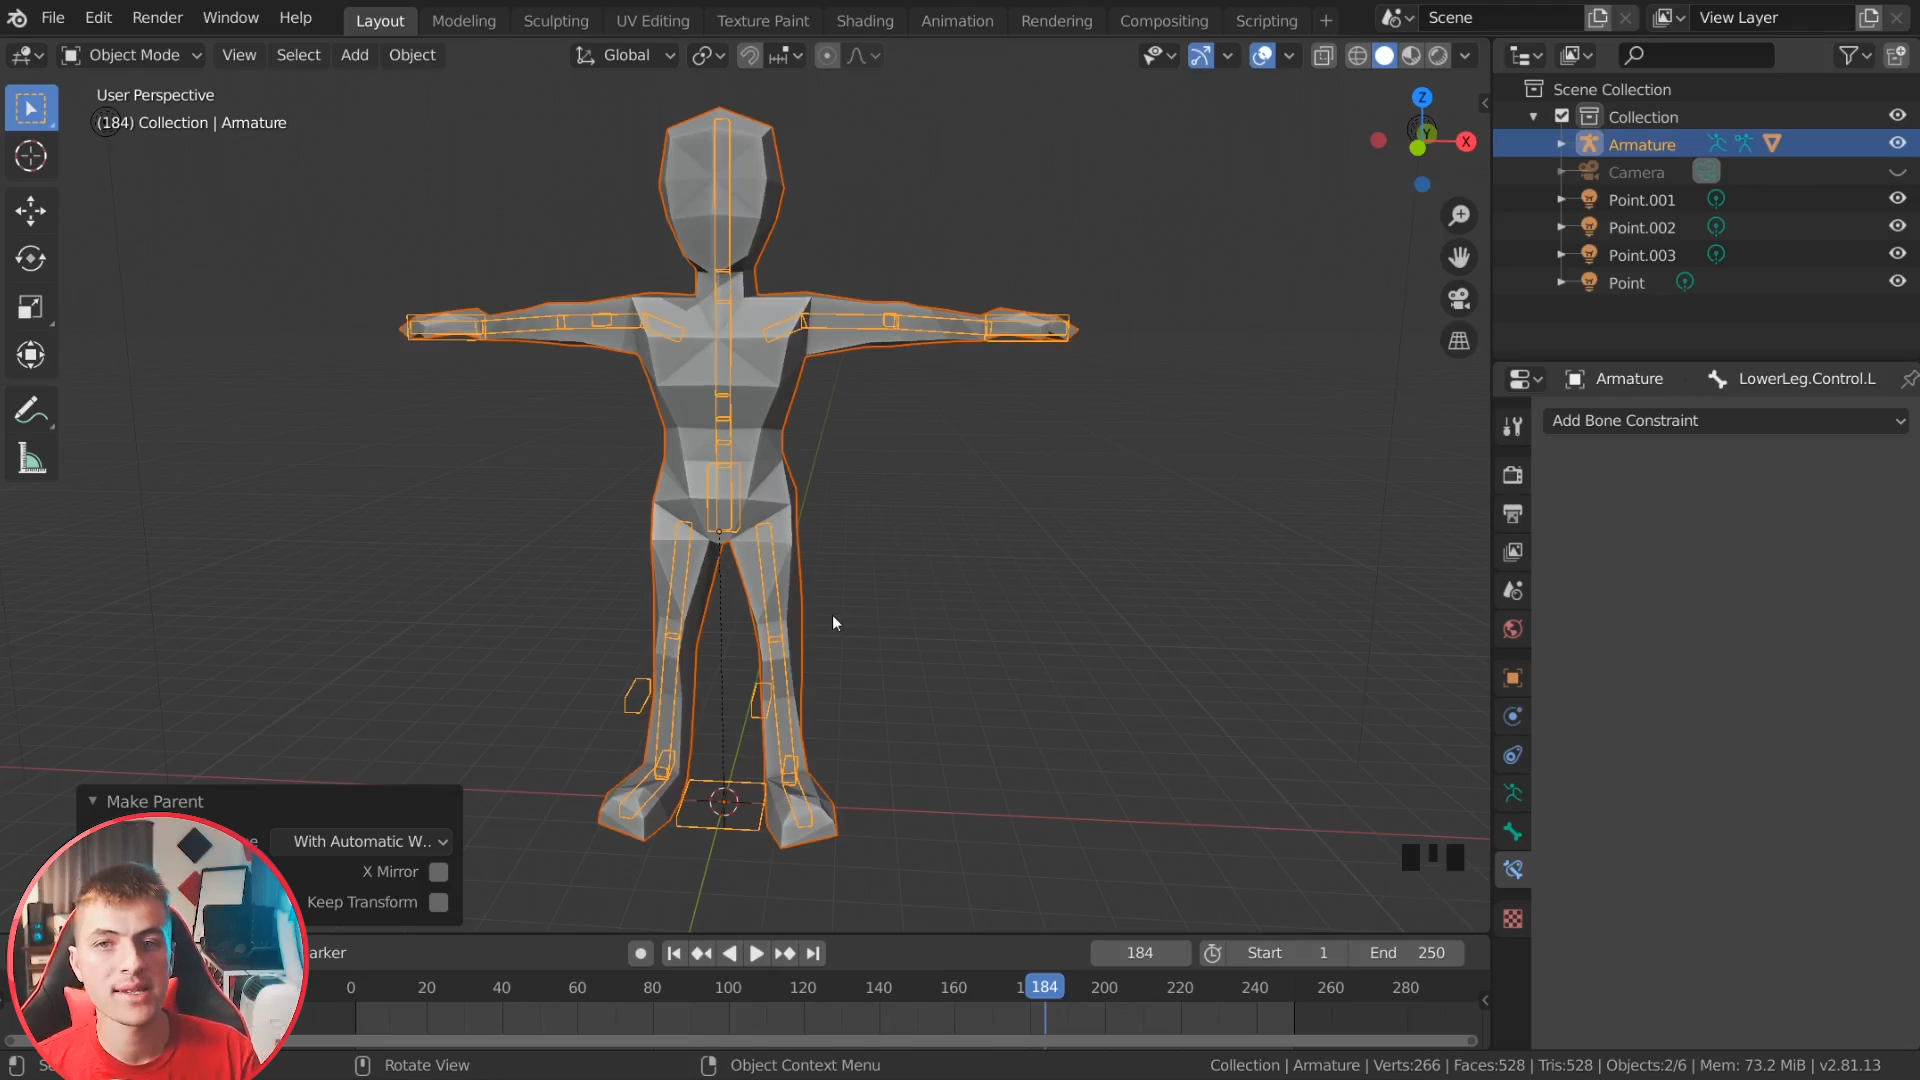 File Edit Render Window Help Layout Modeling Sculpting UV Editing Texture Paint Shading Animation Rendering Compositing Scripting + Scene View Layer
Object Mode View Select Add Object Global
User Perspective
(184) Collection | Armature
Z
Y
X
Scene Collection
Collection
Armature
Camera
Point.001
Point.002
Point.003
Point
Armature LowerLeg.Control.L
Add Bone Constraint
Make Parent
With Automatic W..
X Mirror
Keep Transform
arker 184 Start 1 End 250
0 20 40 60 80 100 120 140 160 184 200 220 240 260 280
Rotate View Object Context Menu Collection | Armature | Verts:266 | Faces:528 | Tris:528 | Objects:2/6 | Mem: 73.2 MiB | v2.81.13